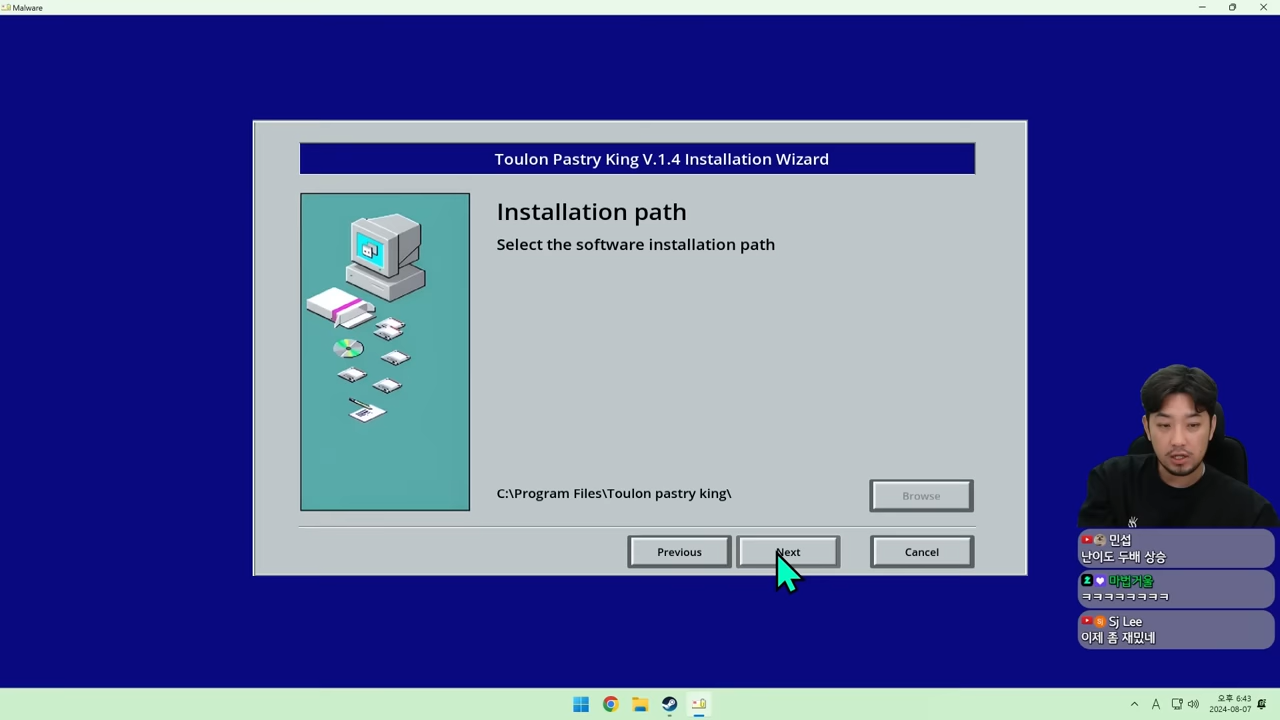 Malware
Toulon Pastry King V.1.4 Installation Wizard
Installation path
Select the software installation path
C:\Program Files\Toulon pastry king\
Browse
Previous
Next
Cancel
민섭
난이도 두배 상승
마법거울
ㅋㅋㅋㅋㅋㅋㅋㅋ
Sj Sj Lee
이제 좀 재밌네
A
오후 6:43
2024-08-07